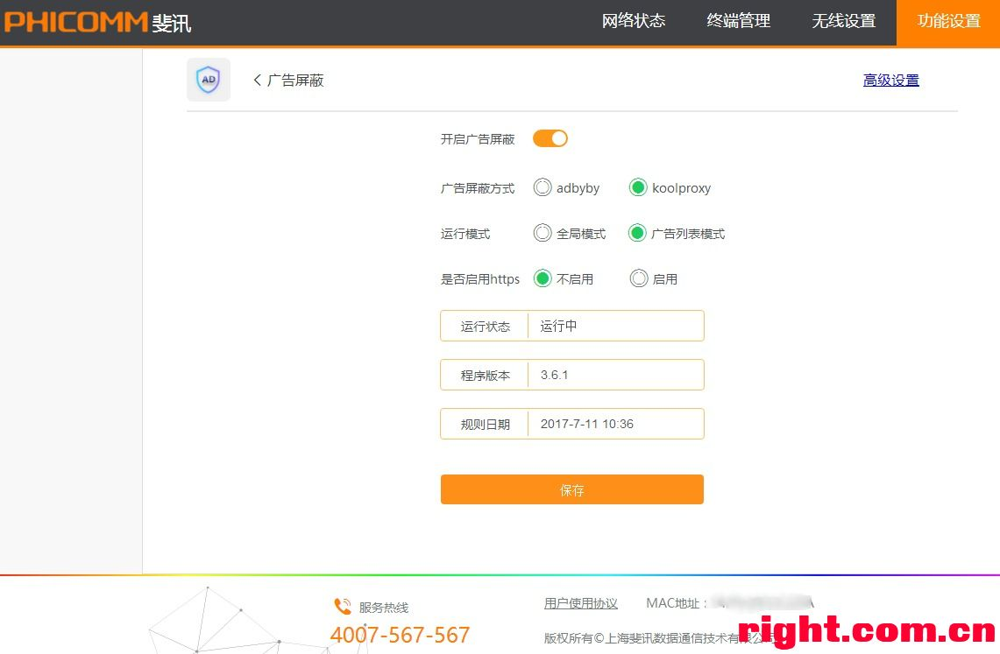 PHICOMM 斐讯 网络状态 终端管理 无线设置 功能设置
AD 广告屏蔽 高级设置
开启广告屏蔽
广告屏蔽方式 adbyby koolproxy
运行模式 全局模式 广告列表模式
是否启用https 不启用 启用
运行状态 运行中
程序版本 3.6.1
规则日期 2017-7-11 10:36
保存
服务热线 用户使用协议 MAC地址：
4007-567-567 版权所有©上海斐讯数据通信技术有限公司
right.com.cn